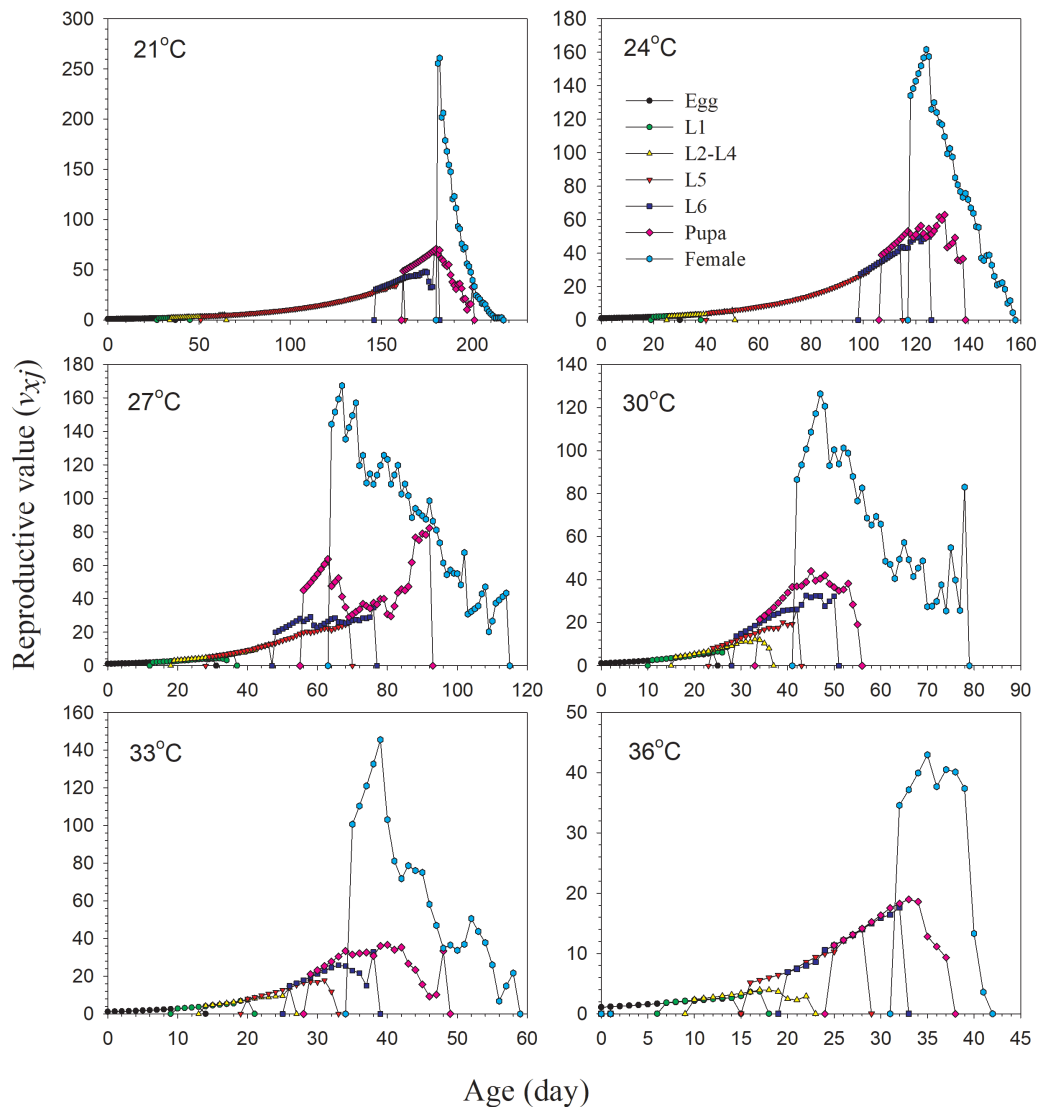 Reproductive value (vxj)
21°C
300
250
200
150
100
50
0
0 50 100 150 200
24°C
Egg
L1
L2-L4
L5
L6
Pupa
Female
180
160
140
120
100
80
60
40
20
0
0 20 40 60 80 100 120 140 160
27°C
180
160
140
120
100
80
60
40
20
0
0 20 40 60 80 100 120
30°C
140
120
100
80
60
40
20
0
0 10 20 30 40 50 60 70 80 90
33°C
160
140
120
100
80
60
40
20
0
0 10 20 30 40 50 60
36°C
50
40
30
20
10
0
0 5 10 15 20 25 30 35 40 45
Age (day)